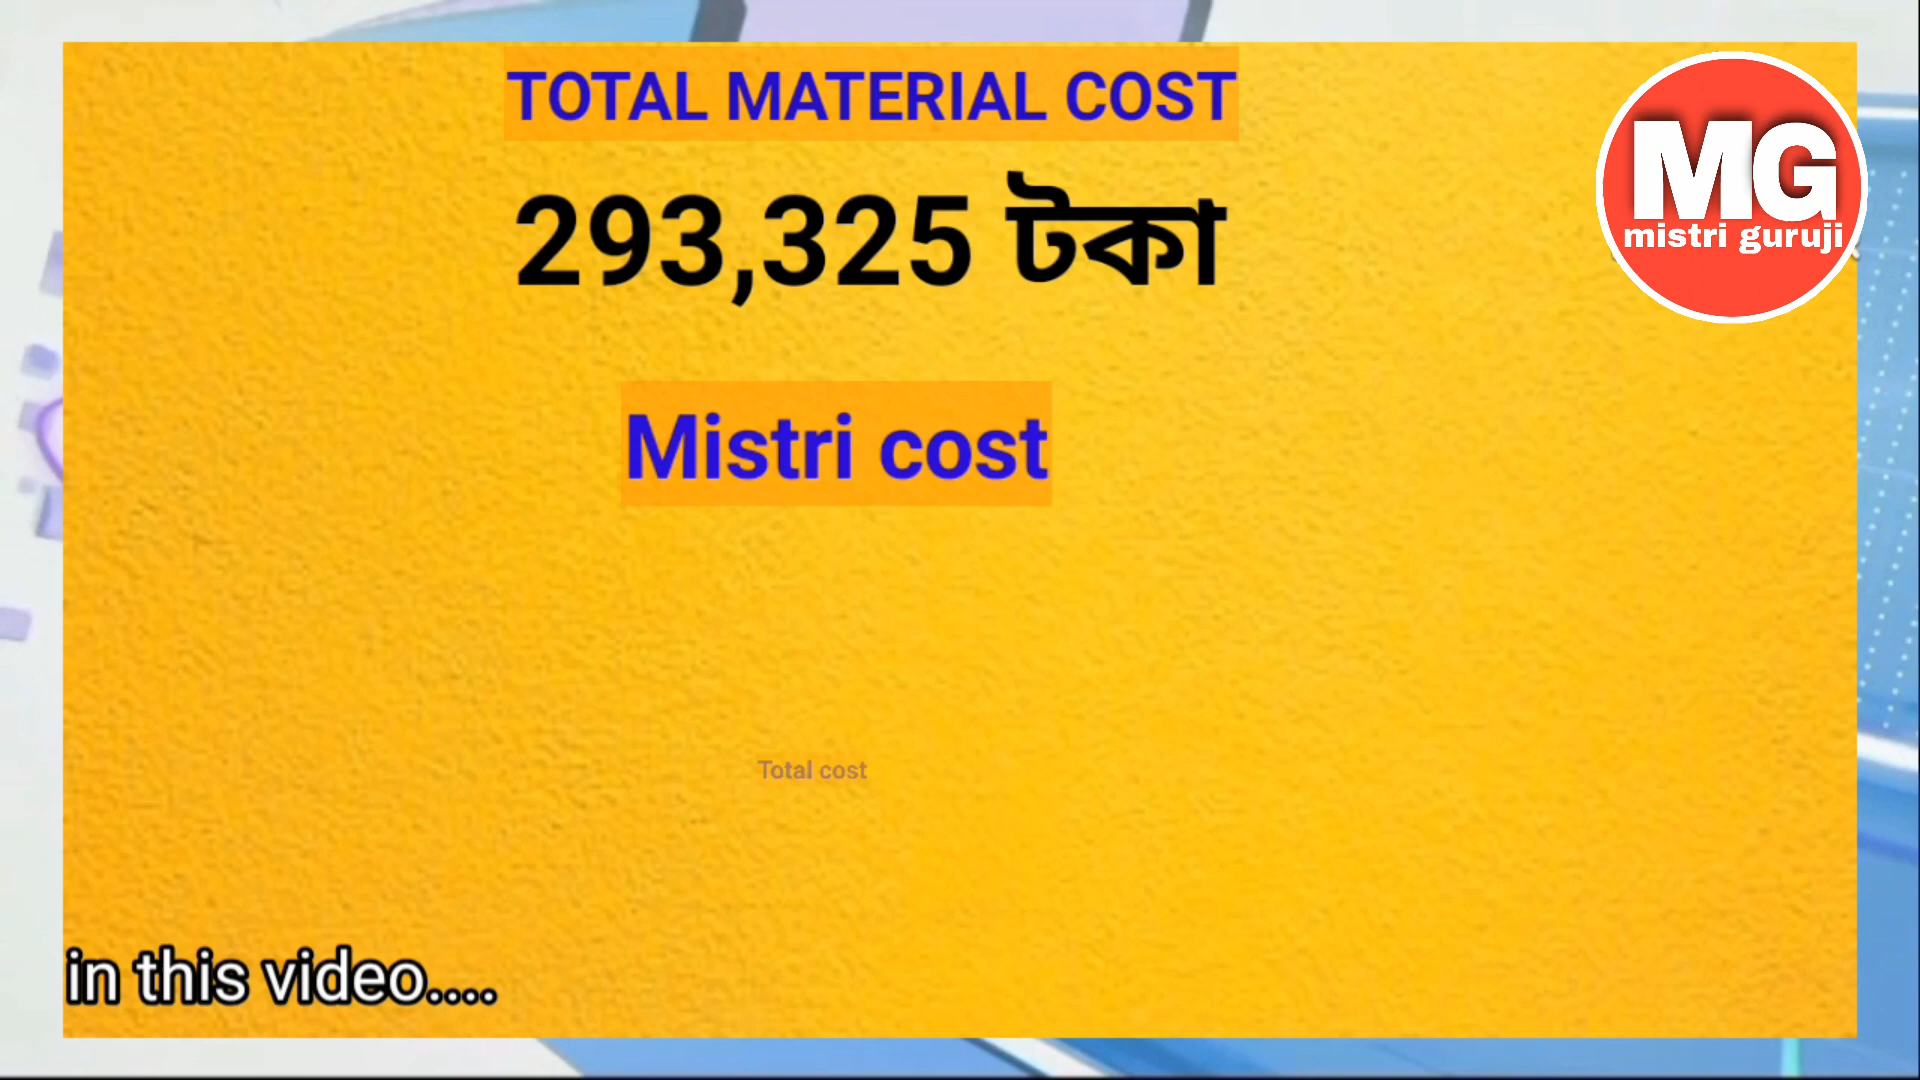 TOTAL MATERIAL COST
293,325 টকা
MG
mistri guruji
Mistri cost
Total cost
in this video....